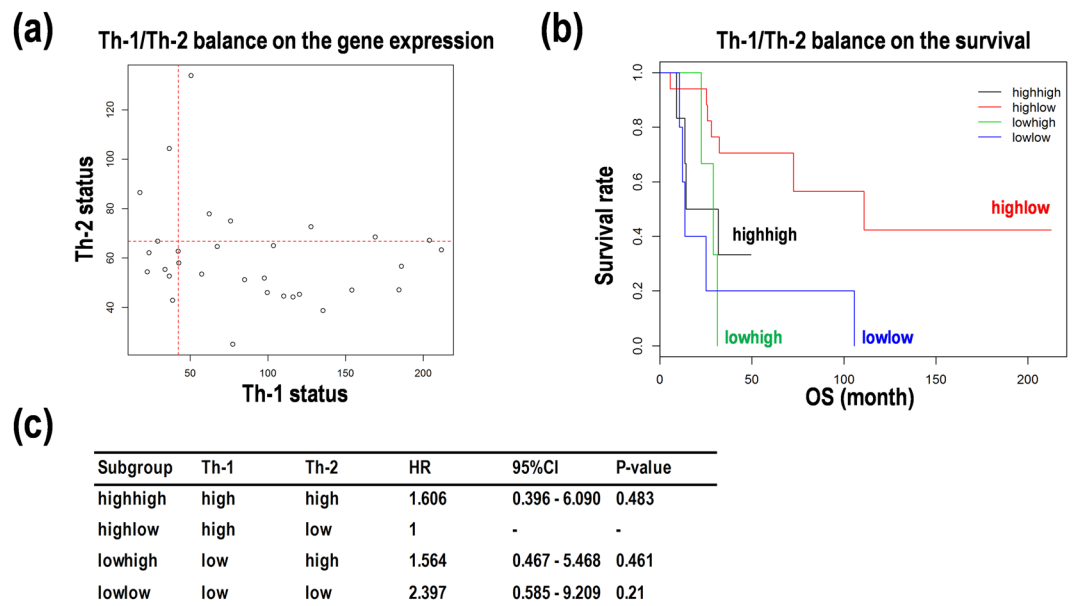 (a)
Th-1/Th-2 balance on the gene expression
Th-2 status
120
100
80
60
40
50
100
150
200
Th-1 status
(b)
Th-1/Th-2 balance on the survival
Survival rate
1.0
0.8
0.6
0.4
0.2
0.0
highhigh
highlow
lowhigh
lowlow
highlow
highhigh
lowhigh
lowlow
0
50
100
150
200
OS (month)
(c)
Subgroup Th-1 Th-2 HR 95%CI P-value
highhigh high high 1.606 0.396 - 6.090 0.483
highlow high low 1 - -
lowhigh low high 1.564 0.467 - 5.468 0.461
lowlow low low 2.397 0.585 - 9.209 0.21